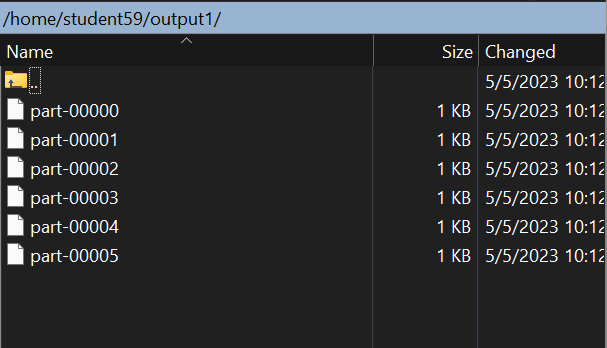 /home/student59/output1/
Name Size Changed
.. 5/5/2023 10:12
part-00000 1 KB 5/5/2023 10:12
part-00001 1 KB 5/5/2023 10:12
part-00002 1 KB 5/5/2023 10:12
part-00003 1 KB 5/5/2023 10:12
part-00004 1 KB 5/5/2023 10:12
part-00005 1 KB 5/5/2023 10:12